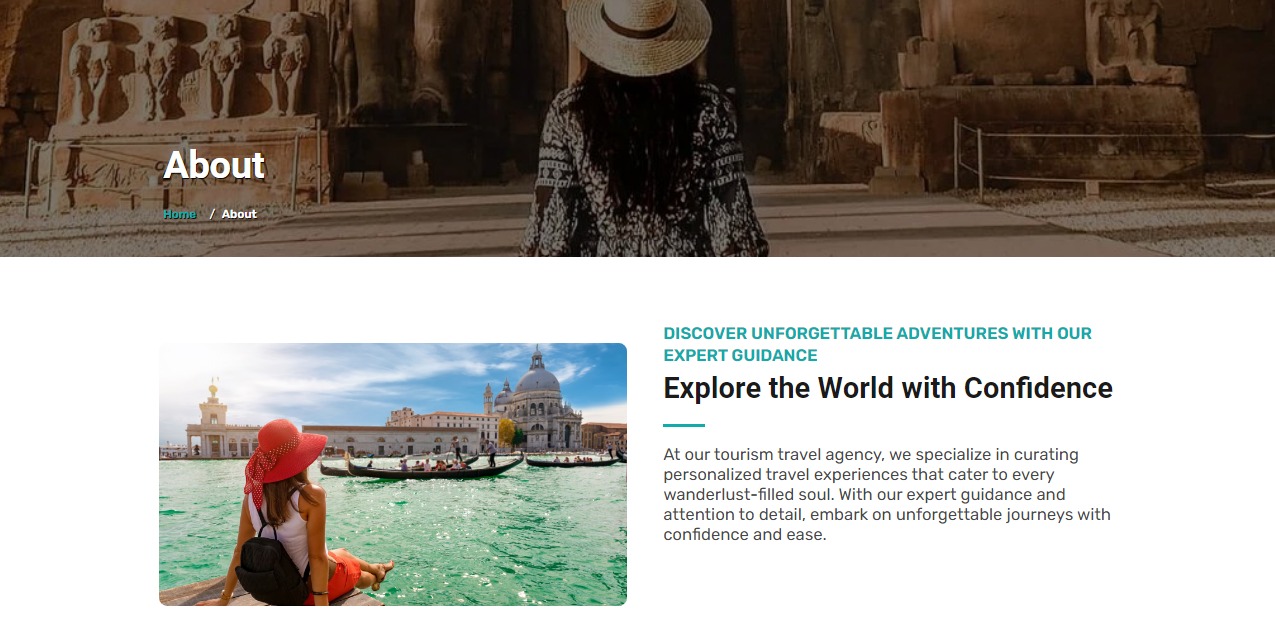 About
Home / About
DISCOVER UNFORGETTABLE ADVENTURES WITH OUR
EXPERT GUIDANCE
Explore the World with Confidence
At our tourism travel agency, we specialize in curating
personalized travel experiences that cater to every
wanderlust-filled soul. With our expert guidance and
attention to detail, embark on unforgettable journeys with
confidence and ease.